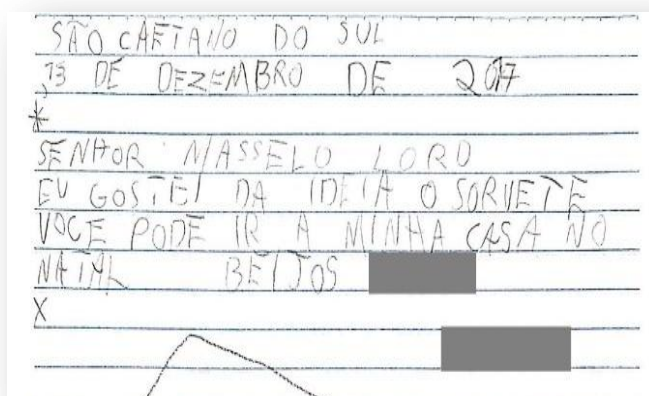 SÃO CAETANO DO SUL
, 13 DE DEZEMBRO DE 2017
*
SENHOR MASSELO LORO
EU GOSTEI DA IDEIA O SORVETE
VOCE PODE IR A MINHA CASA NO
NATAL BEIJOS
X